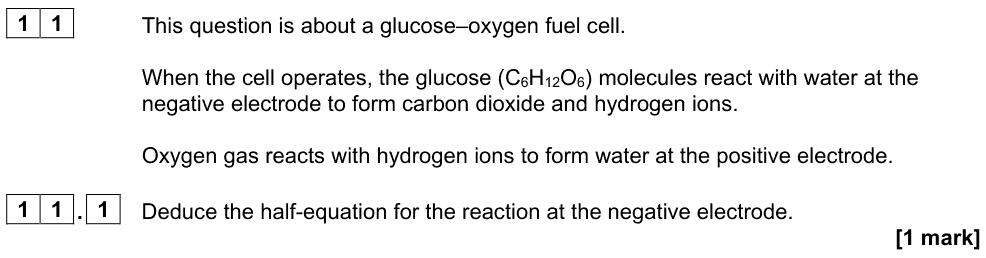 1 1 This question is about a glucose–oxygen fuel cell.
When the cell operates, the glucose (C₆H₁₂O₆) molecules react with water at the
negative electrode to form carbon dioxide and hydrogen ions.
Oxygen gas reacts with hydrogen ions to form water at the positive electrode.
1 1 . 1 Deduce the half-equation for the reaction at the negative electrode.
[1 mark]